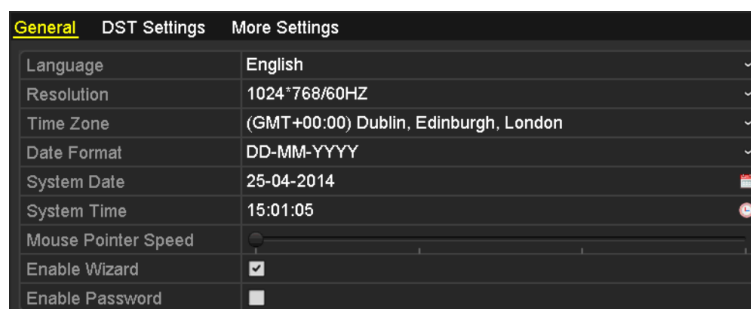 General DST Settings More Settings
Language English
Resolution 1024*768/60HZ
Time Zone (GMT+00:00) Dublin, Edinburgh, London
Date Format DD-MM-YYYY
System Date 25-04-2014
System Time 15:01:05
Mouse Pointer Speed
Enable Wizard
Enable Password